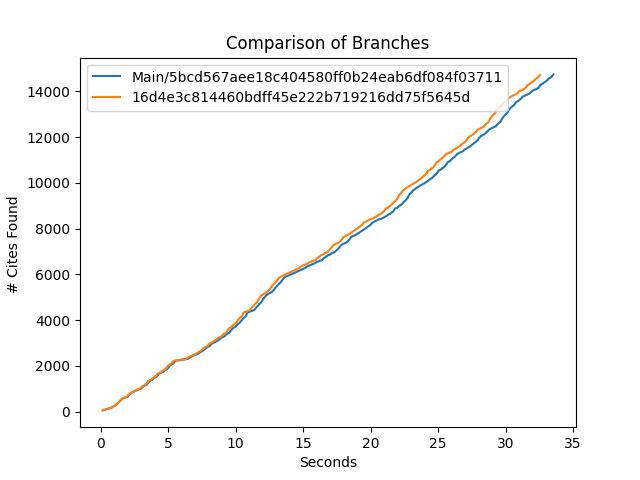 Comparison of Branches
Main/5bcd567aee18c404580ff0b24eab6df084f03711
16d4e3c814460bdff45e222b719216dd75f5645d
# Cites Found
14000
12000
10000
8000
6000
4000
2000
0
0 5 10 15 20 25 30 35
Seconds